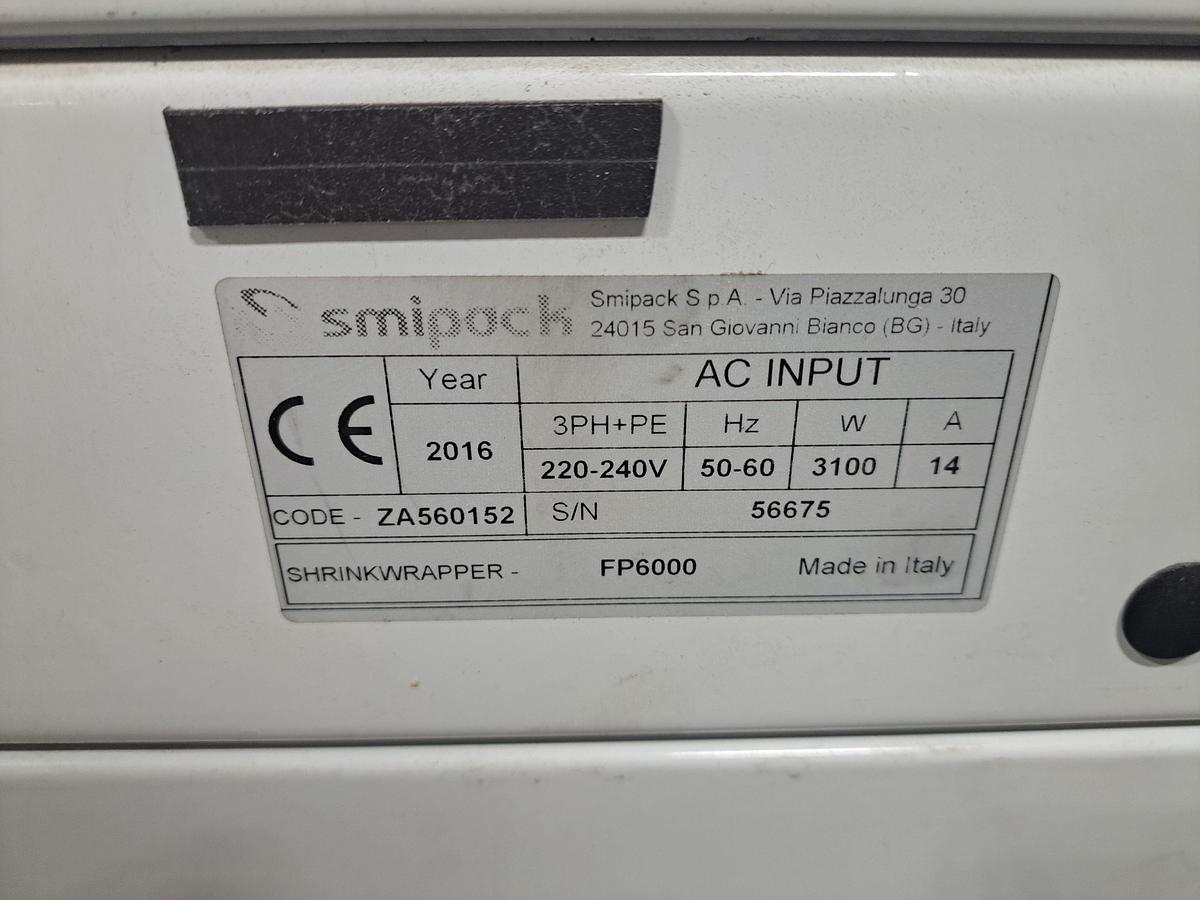 smipack
Smipack S.p.A. - Via Piazzalunga 30
24015 San Giovanni Bianco (BG) - Italy
CE
Year
2016
AC INPUT
3PH+PE Hz W A
220-240V 50-60 3100 14
CODE - ZA560152 S/N 56675
SHRINKWRAPPER - FP6000 Made in Italy